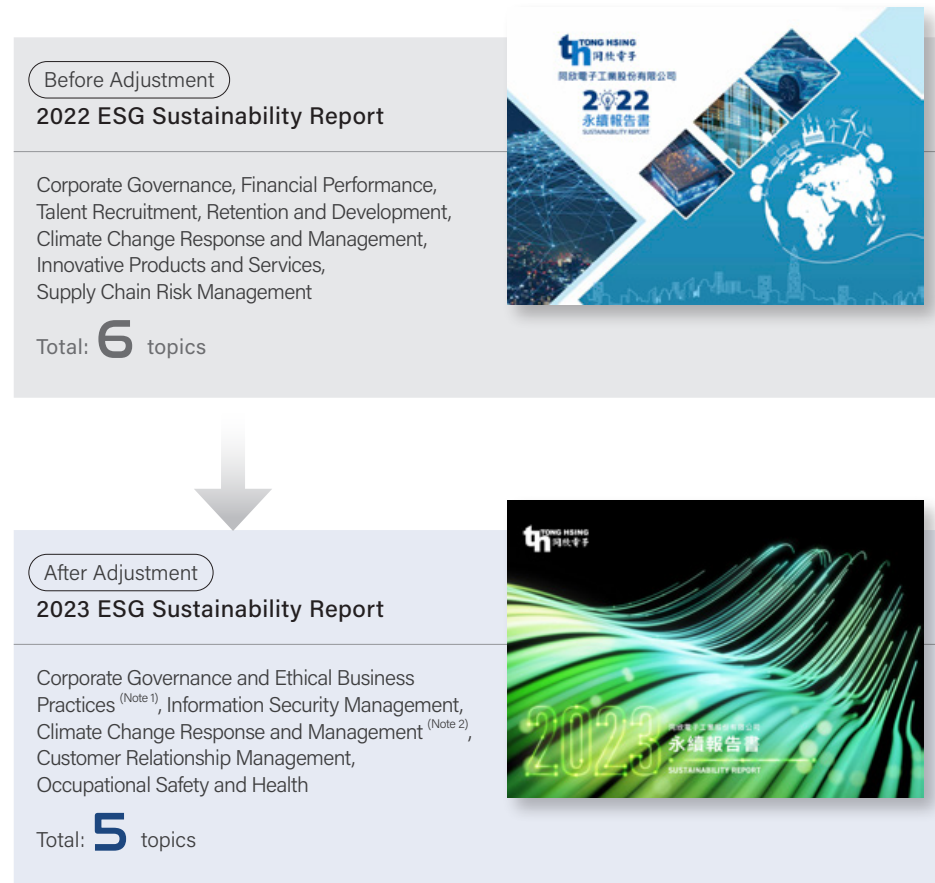 Before Adjustment
2022 ESG Sustainability Report
Corporate Governance, Financial Performance,
Talent Recruitment, Retention and Development,
Climate Change Response and Management,
Innovative Products and Services,
Supply Chain Risk Management
Total: 6 topics
TONG HSING
同欣電子
同欣電子工業股份有限公司
2022
永續報告書
SUSTAINABILITY REPORT
After Adjustment
2023 ESG Sustainability Report
Corporate Governance and Ethical Business
Practices (Note 1), Information Security Management,
Climate Change Response and Management (Note 2),
Customer Relationship Management,
Occupational Safety and Health
Total: 5 topics
TONG HSING
同欣電子
2023
同欣電子工業股份有限公司
永續報告書
SUSTAINABILITY REPORT